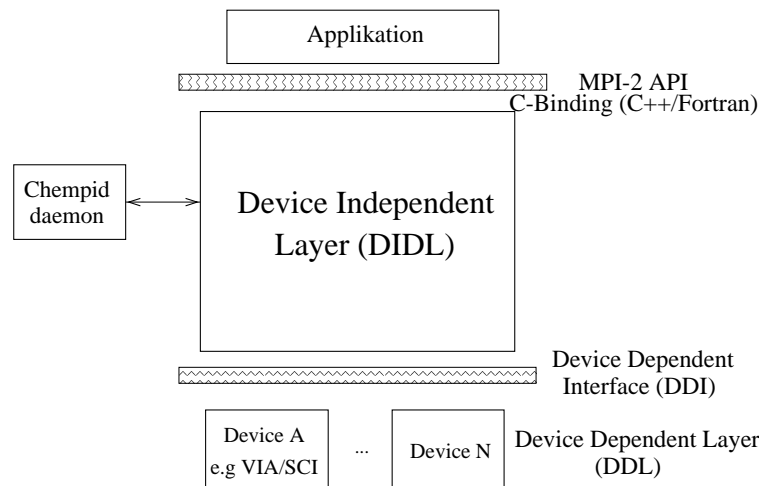 Applikation
MPI-2 API
C-Binding (C++/Fortran)
Chempid
daemon
Device Independent
Layer (DIDL)
Device Dependent
Interface (DDI)
Device A
e.g VIA/SCI
...
Device N
Device Dependent Layer
(DDL)